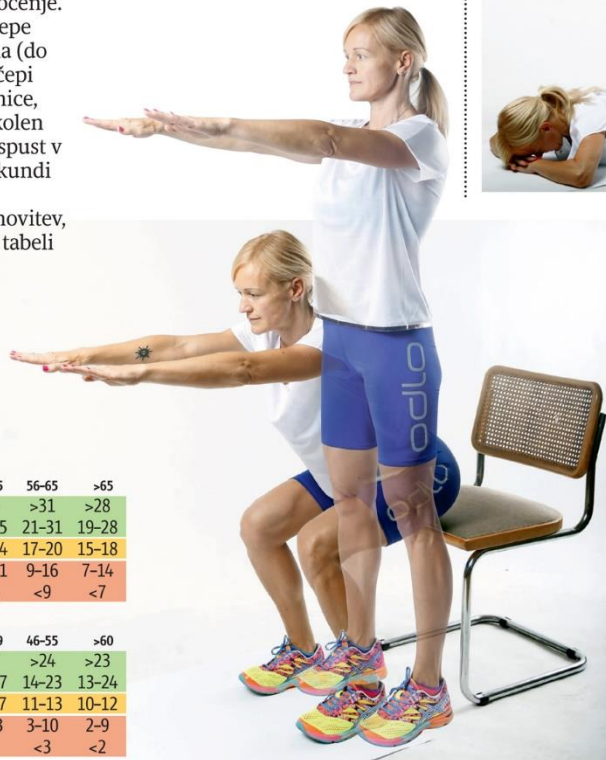 očenje.
epe
a (do
čepi
nice,
kolen
spust v
kundi
novitev,
tabeli
odlo
odlo
5 56–65 >65
>31 >28
5 21–31 19–28
4 17–20 15–18
1 9–16 7–14
<9 <7
9 46–55 >60
>24 >23
7 14–23 13–24
7 11–13 10–12
3–10 2–9
<3 <2